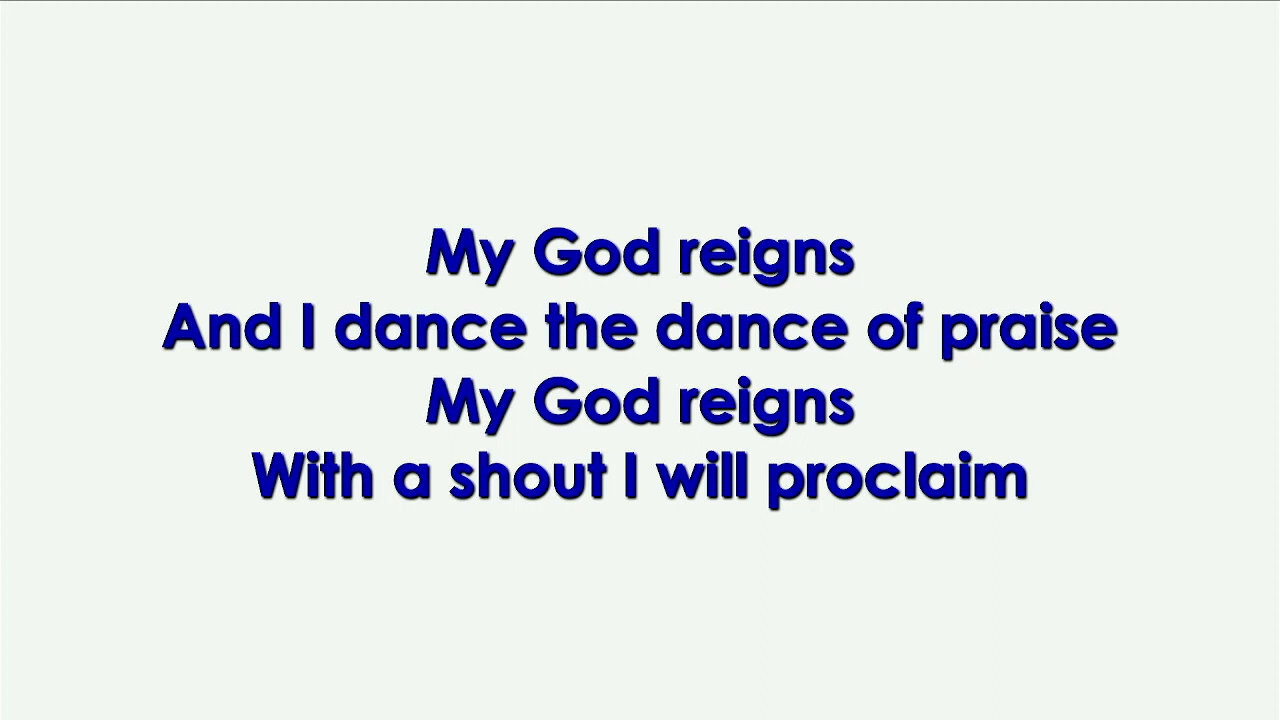 My God reigns
And I dance the dance of praise
My God reigns
With a shout I will proclaim